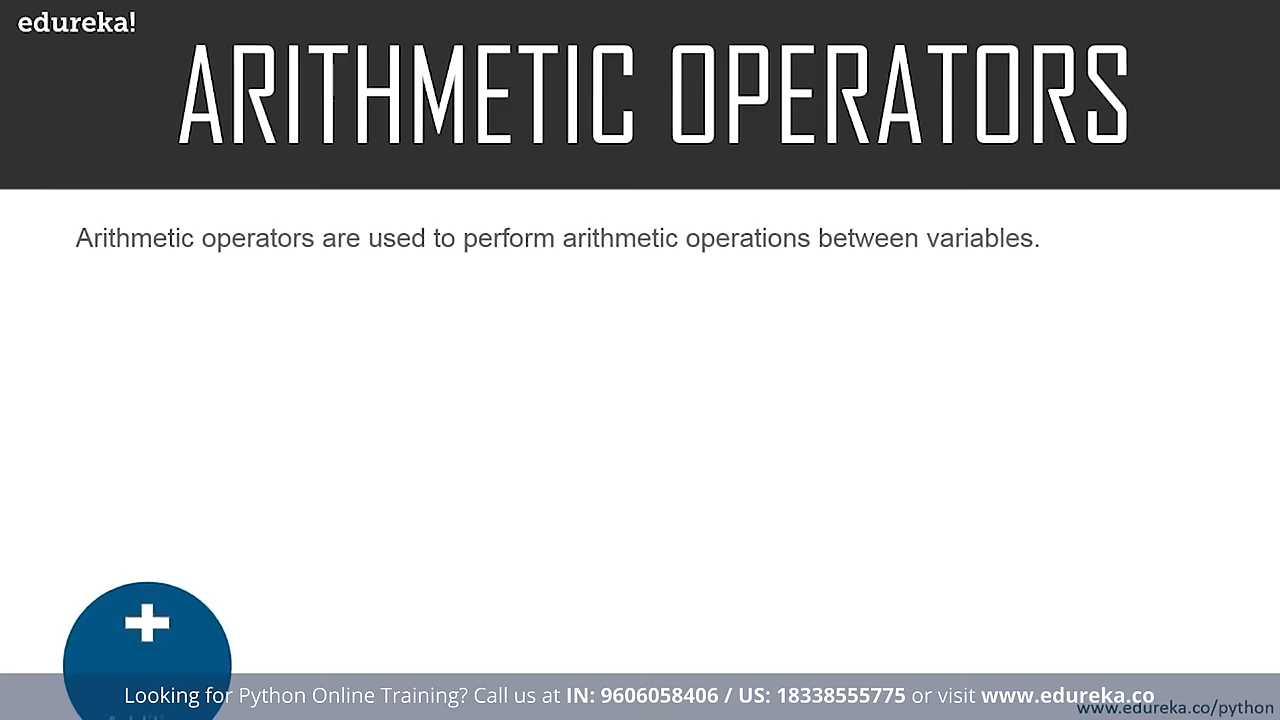 edureka!
ARITHMETIC OPERATORS
Arithmetic operators are used to perform arithmetic operations between variables.
+
Looking for Python Online Training? Call us at IN: 9606058406 / US: 18338555775 or visit www.edureka.co
www.edureka.co/python